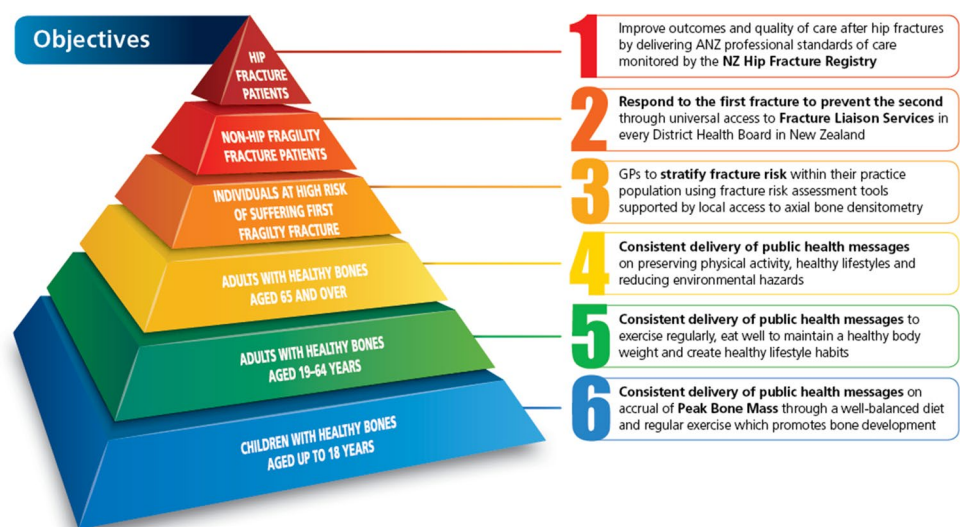 Objectives
HIP
FRACTURE
PATIENTS
NON-HIP FRAGILITY
FRACTURE PATIENTS
INDIVIDUALS AT HIGH RISK
OF SUFFERING FIRST
FRAGILTY FRACTURE
ADULTS WITH HEALTHY BONES
AGED 65 AND OVER
ADULTS WITH HEALTHY BONES
AGED 19–64 YEARS
CHILDREN WITH HEALTHY BONES
AGED UP TO 18 YEARS
1
Improve outcomes and quality of care after hip fractures
by delivering ANZ professional standards of care
monitored by the NZ Hip Fracture Registry
2
Respond to the first fracture to prevent the second
through universal access to Fracture Liaison Services in
every District Health Board in New Zealand
3
GPs to stratify fracture risk within their practice
population using fracture risk assessment tools
supported by local access to axial bone densitometry
4
Consistent delivery of public health messages
on preserving physical activity, healthy lifestyles and
reducing environmental hazards
5
Consistent delivery of public health messages to
exercise regularly, eat well to maintain a healthy body
weight and create healthy lifestyle habits
6
Consistent delivery of public health messages on
accrual of Peak Bone Mass through a well-balanced diet
and regular exercise which promotes bone development